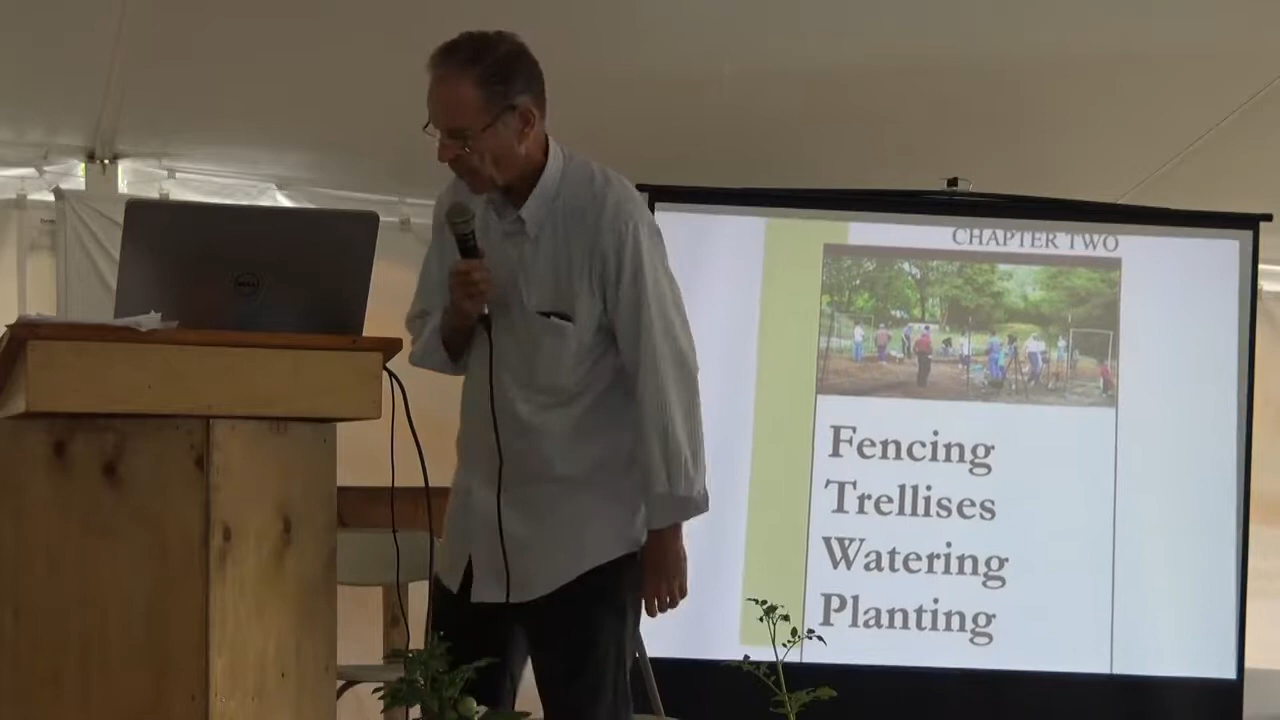 CHAPTER TWO
Fencing
Trellises
Watering
Planting
DELL